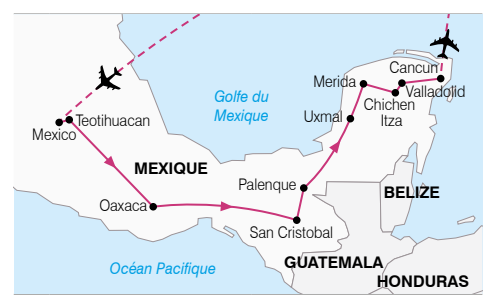 Cancun
Merida
Valladolid
Golfe du
Mexique
Chichen
Itza
Uxmal
Teotihuacan
Mexico
MEXIQUE
Palenque
BELIZE
Oaxaca
San Cristobal
GUATEMALA
Océan Pacifique
HONDURAS